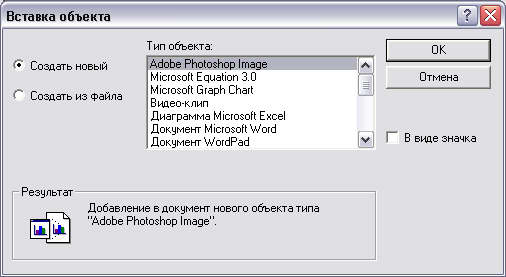 Вставка объекта
Тип объекта:
Создать новый
Создать из файла
Adobe Photoshop Image
Microsoft Equation 3.0
Microsoft Graph Chart
Видео-клип
Диаграмма Microsoft Excel
Документ Microsoft Word
Документ WordPad
OK
Отмена
В виде значка
Результат
Добавление в документ нового объекта типа
"Adobe Photoshop Image".